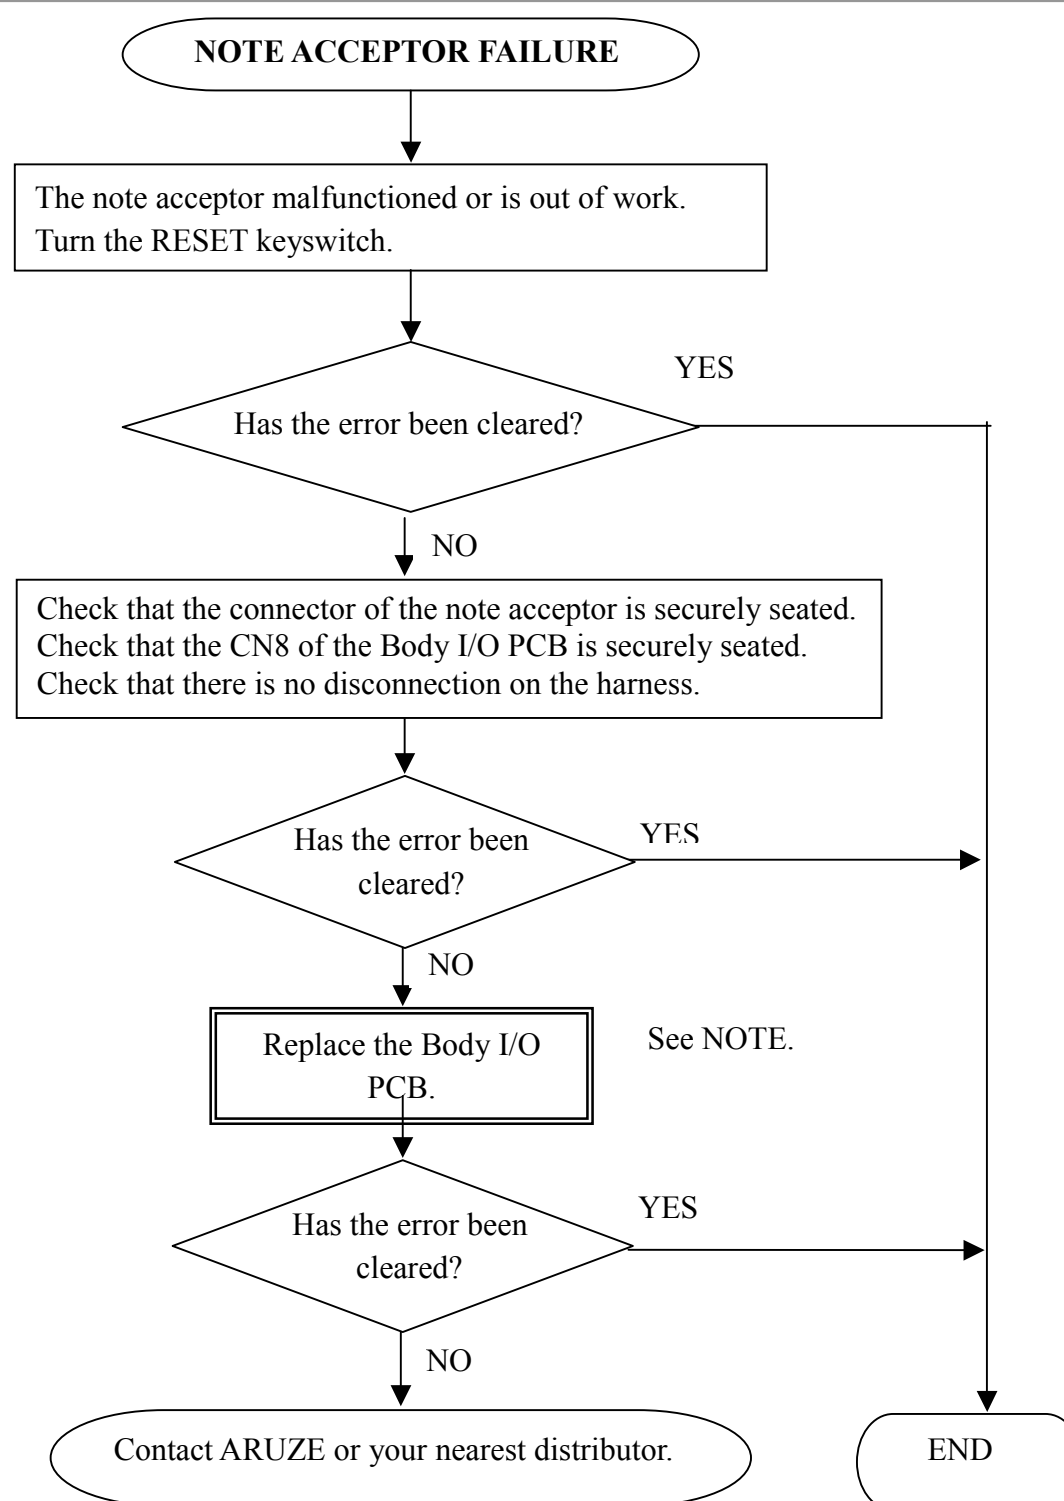 NOTE ACCEPTOR FAILURE
The note acceptor malfunctioned or is out of work.
Turn the RESET keyswitch.
YES
Has the error been cleared?
NO
Check that the connector of the note acceptor is securely seated.
Check that the CN8 of the Body I/O PCB is securely seated.
Check that there is no disconnection on the harness.
YES
Has the error been
cleared?
NO
Replace the Body I/O
PCB.
See NOTE.
YES
Has the error been
cleared?
NO
Contact ARUZE or your nearest distributor.
END